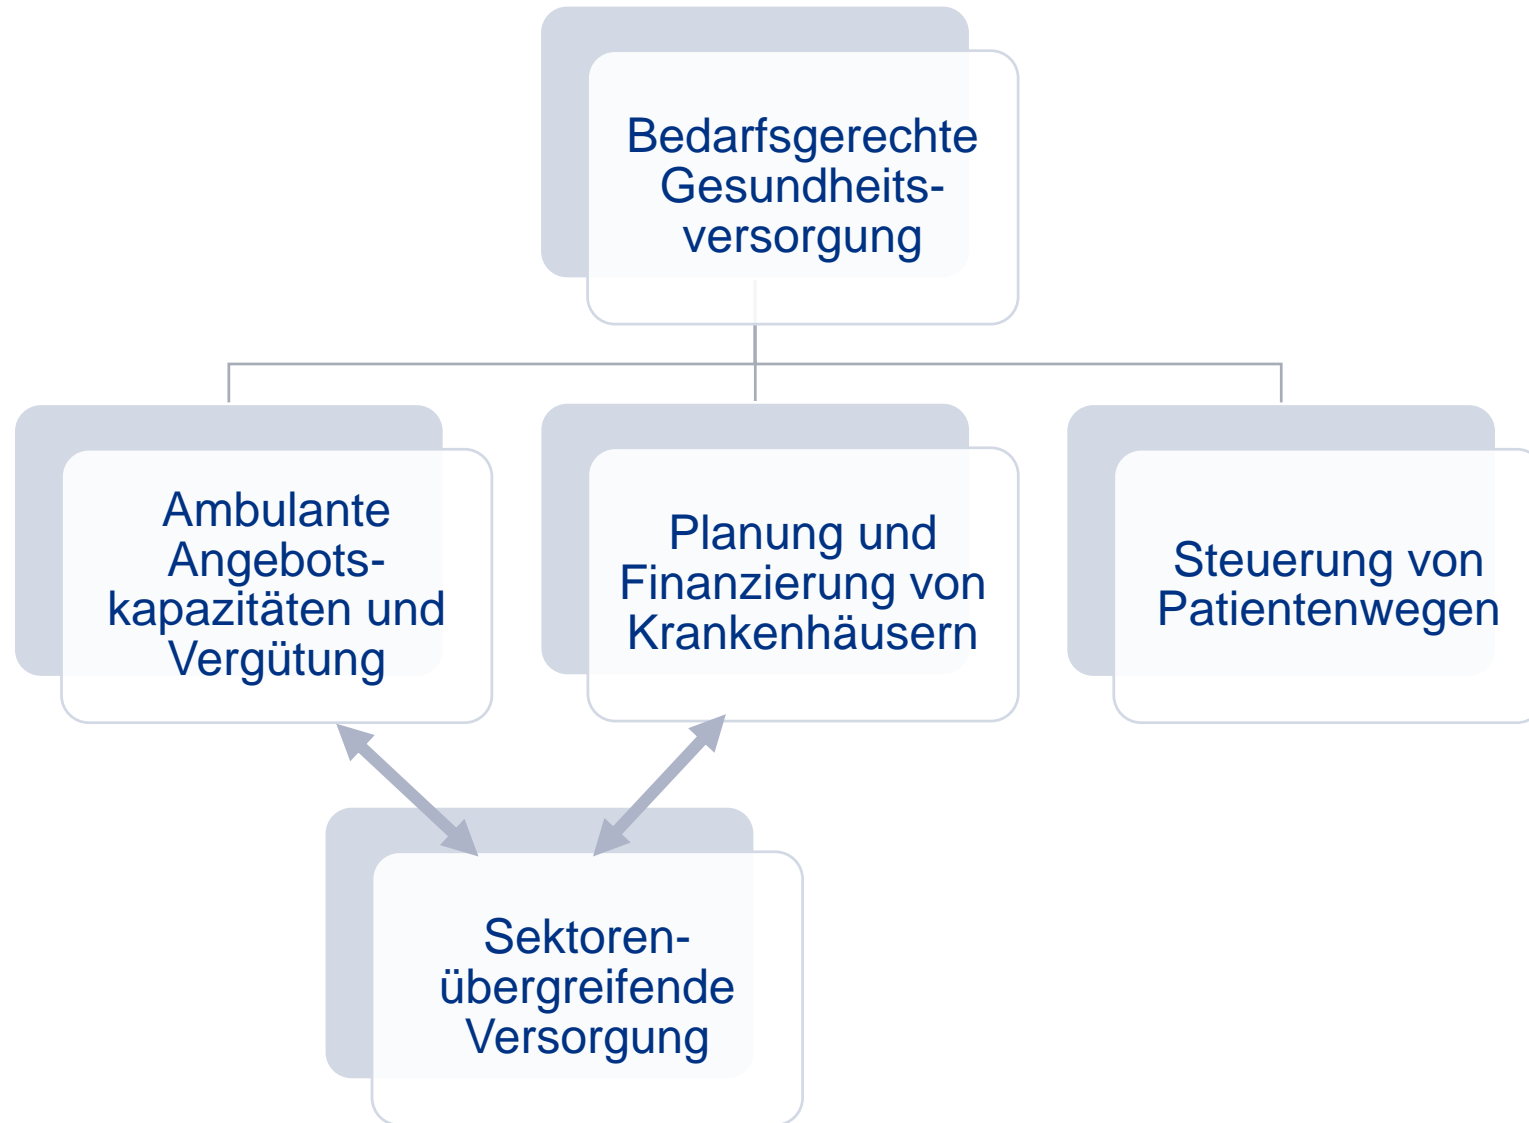 Bedarfsgerechte
Gesundheits-
versorgung
Ambulante
Angebots-
kapazitäten und
Vergütung
Planung und
Finanzierung von
Krankenhäusern
Steuerung von
Patientenwegen
Sektoren-
übergreifende
Versorgung